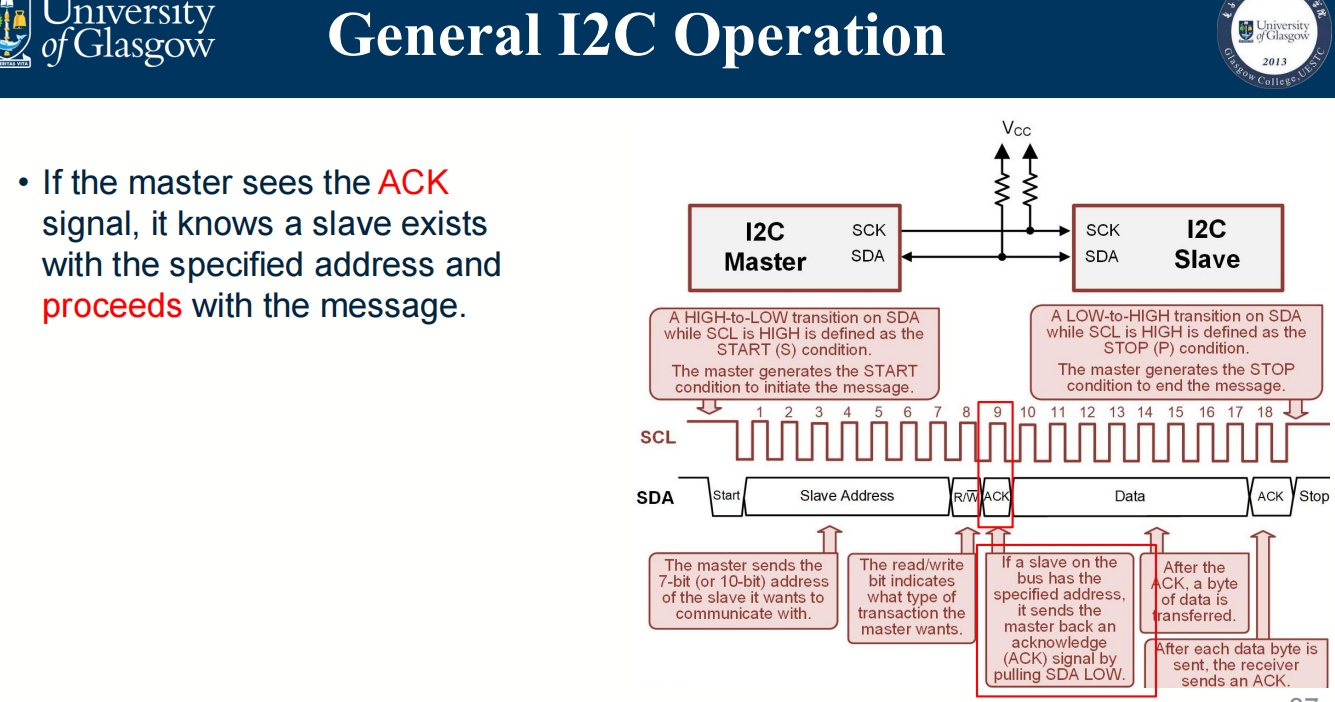 University
of Glasgow
General I2C Operation
University
of Glasgow
2013
Glasgow College, UESTC
• If the master sees the ACK
signal, it knows a slave exists
with the specified address and
proceeds with the message.
VCC
I2C
Master
SCK
SDA
SCK
SDA
I2C
Slave
A HIGH-to-LOW transition on SDA
while SCL is HIGH is defined as the
START (S) condition.
The master generates the START
condition to initiate the message.
A LOW-to-HIGH transition on SDA
while SCL is HIGH is defined as the
STOP (P) condition.
The master generates the STOP
condition to end the message.
1 2 3 4 5 6 7 8 9 10 11 12 13 14 15 16 17 18
SCL
SDA
Start
Slave Address
R/W̅
ACK
Data
ACK
Stop
The master sends the
7-bit (or 10-bit) address
of the slave it wants to
communicate with.
The read/write
bit indicates
what type of
transaction the
master wants.
If a slave on the
bus has the
specified address,
it sends the
master back an
acknowledge
(ACK) signal by
pulling SDA LOW.
After the
ACK, a byte
of data is
transferred.
After each data byte is
sent, the receiver
sends an ACK.